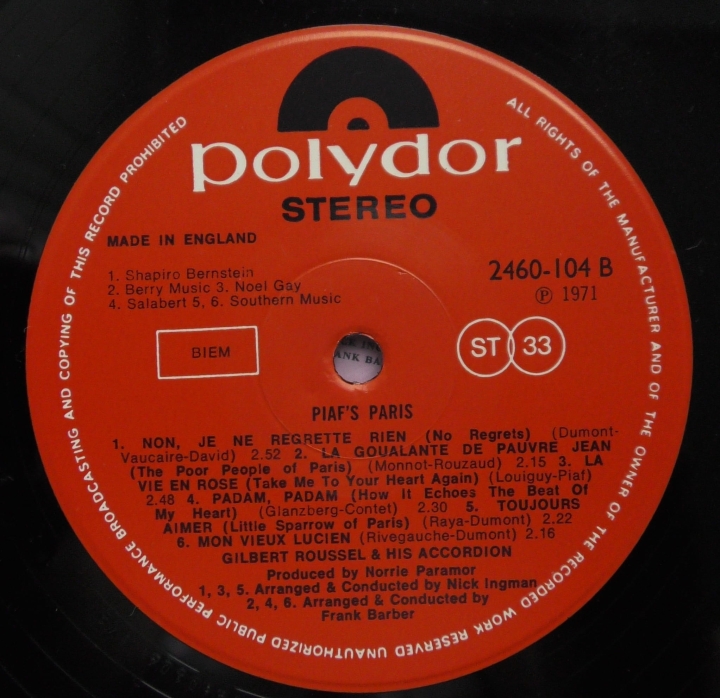 polydor
STEREO
MADE IN ENGLAND
1. Shapiro Bernstein
2. Berry Music 3. Noel Gay
4. Salabert 5, 6. Southern Music
2460-104 B
Ⓟ 1971
BIEM
ST 33
ANK BA
PIAF'S PARIS
1. NON, JE NE REGRETTE RIEN (No Regrets) (Dumont-
Vaucaire-David) 2.52 2. LA GOUALANTE DE PAUVRE JEAN
(The Poor People of Paris) (Monnot-Rouzaud) 2.15 3. LA
VIE EN ROSE (Take Me To Your Heart Again) (Louiguy-Piaf)
2.48 4. PADAM, PADAM (How It Echoes The Beat Of
My Heart) (Glanzberg-Contet) 2.30 5. TOUJOURS
AIMER (Little Sparrow of Paris) (Raya-Dumont) 2.22
6. MON VIEUX LUCIEN (Rivegauche-Dumont) 2.16
GILBERT ROUSSEL & HIS ACCORDION
Produced by Norrie Paramor
1, 3, 5. Arranged & Conducted by Nick Ingman
2, 4, 6. Arranged & Conducted by
Frank Barber
ALL RIGHTS OF THE MANUFACTURER AND OF THE OWNER OF THE RECORDED WORK RESERVED UNAUTHORIZED PUBLIC PERFORMANCE BROADCASTING AND COPYING OF THIS RECORD PROHIBITED